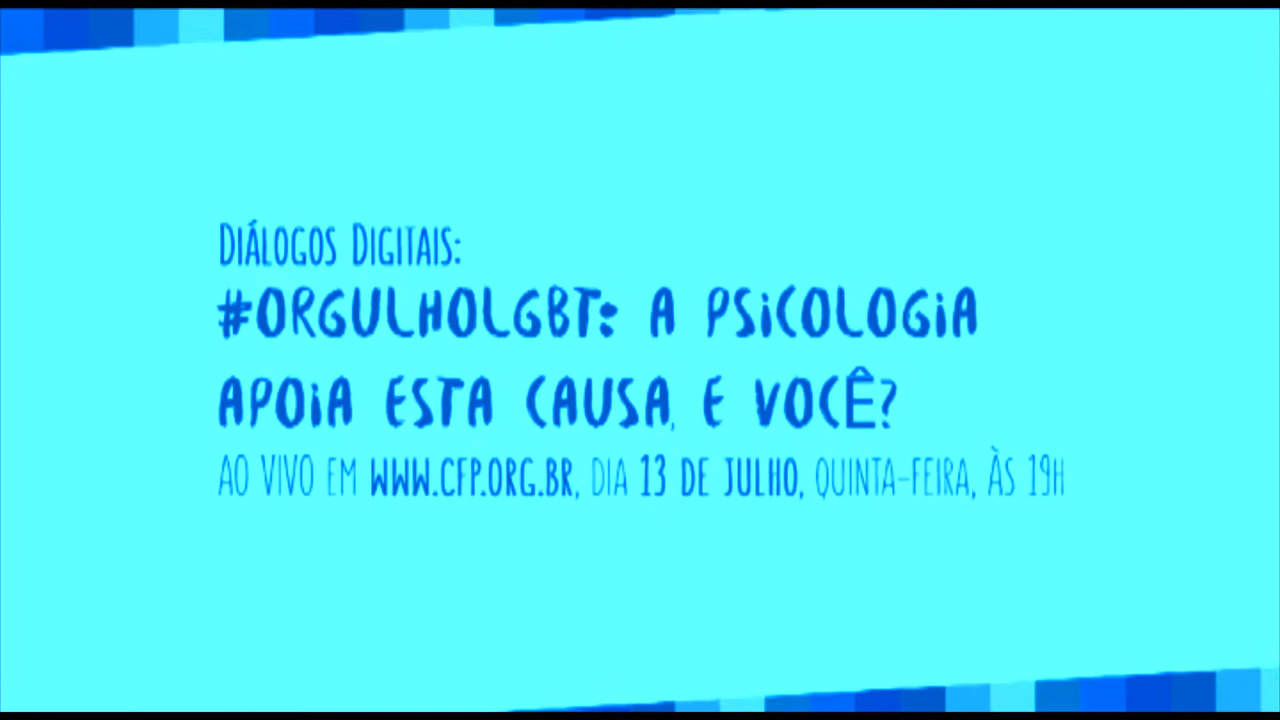 Diálogos Digitais:
#ORGULHOLGBT: A PSiCOLOGiA
APOiA ESTA CAUSA, E VOCÊ?
AO VIVO EM WWW.CFP.ORG.BR, DIA 13 DE JULHO, QUINTA-FEIRA, ÀS 19H